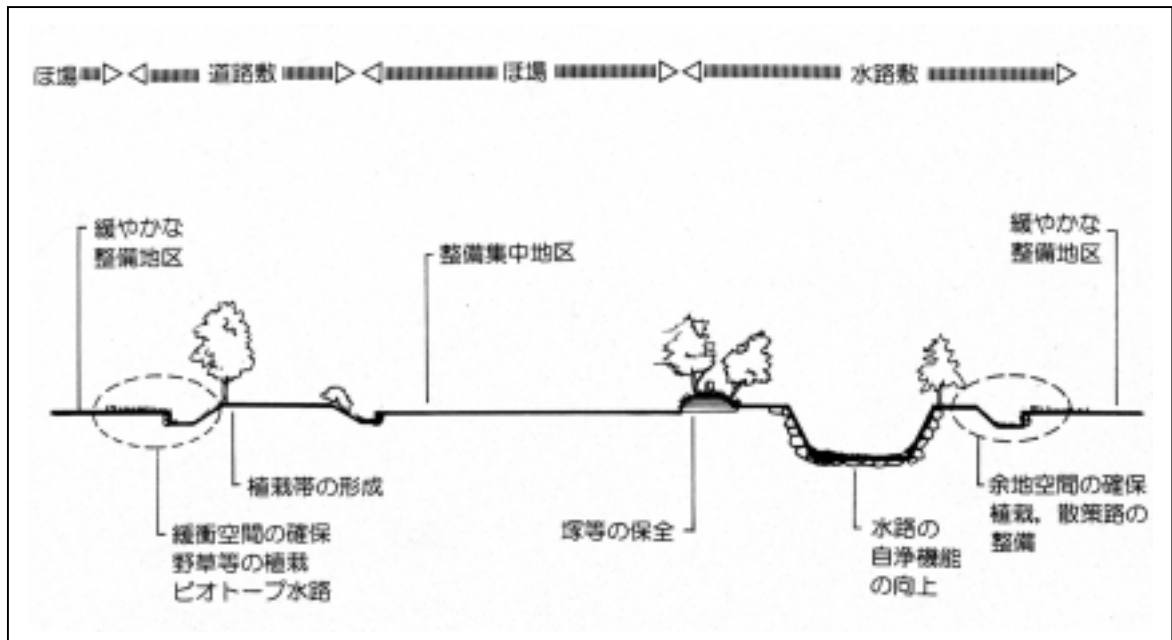 ほ場
道路敷
ほ場
水路敷
緩やかな
整備地区
整備集中地区
緩やかな
整備地区
植栽帯の形成
緩衝空間の確保
野草等の植栽
ビオトープ水路
塚等の保全
水路の
自浄機能
の向上
余地空間の確保
植栽，散策路の
整備